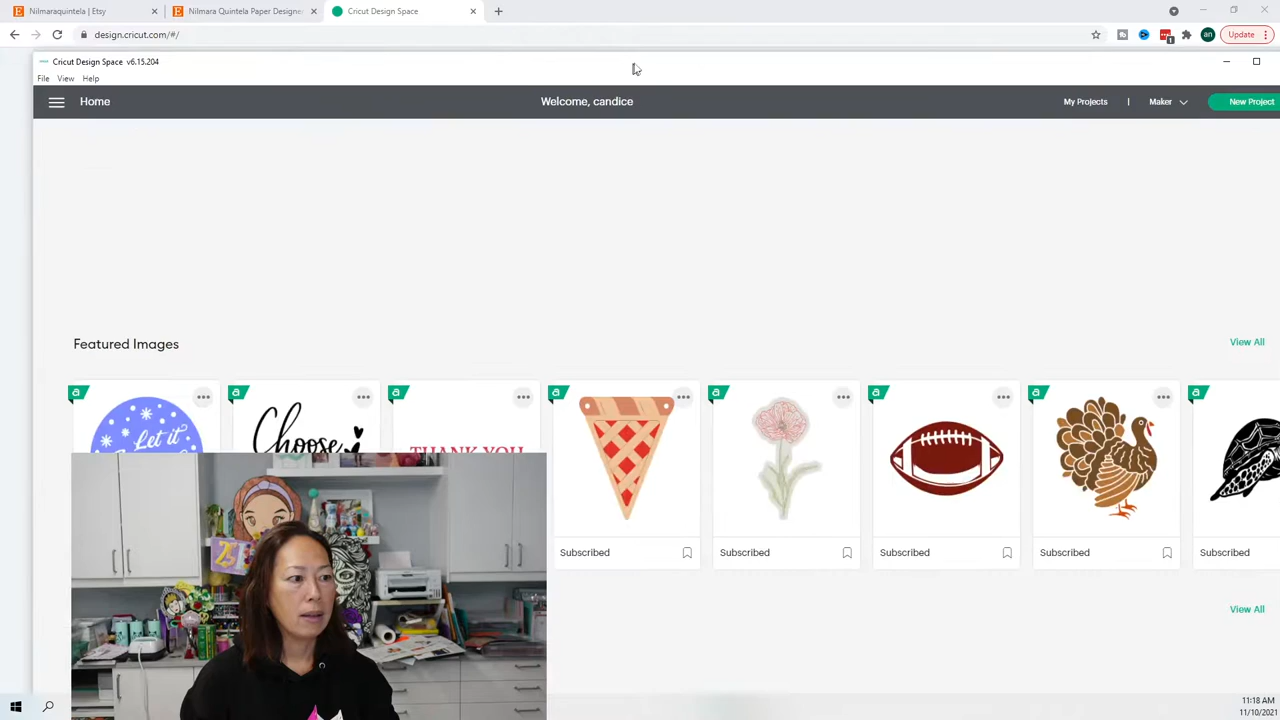 Nilmaraquintela | Etsy
Nilmara Quintela Paper Designe
Cricut Design Space
design.cricut.com/#/
Update
Cricut Design Space v6.15.204
File View Help
Home
Welcome, candice
My Projects | Maker
New Project
Featured Images
View All
a a a a a a a a
Let it
Choose
THANK YOU
Subscribed Subscribed Subscribed Subscribed Subscribed
View All
11:18 AM
11/10/2021